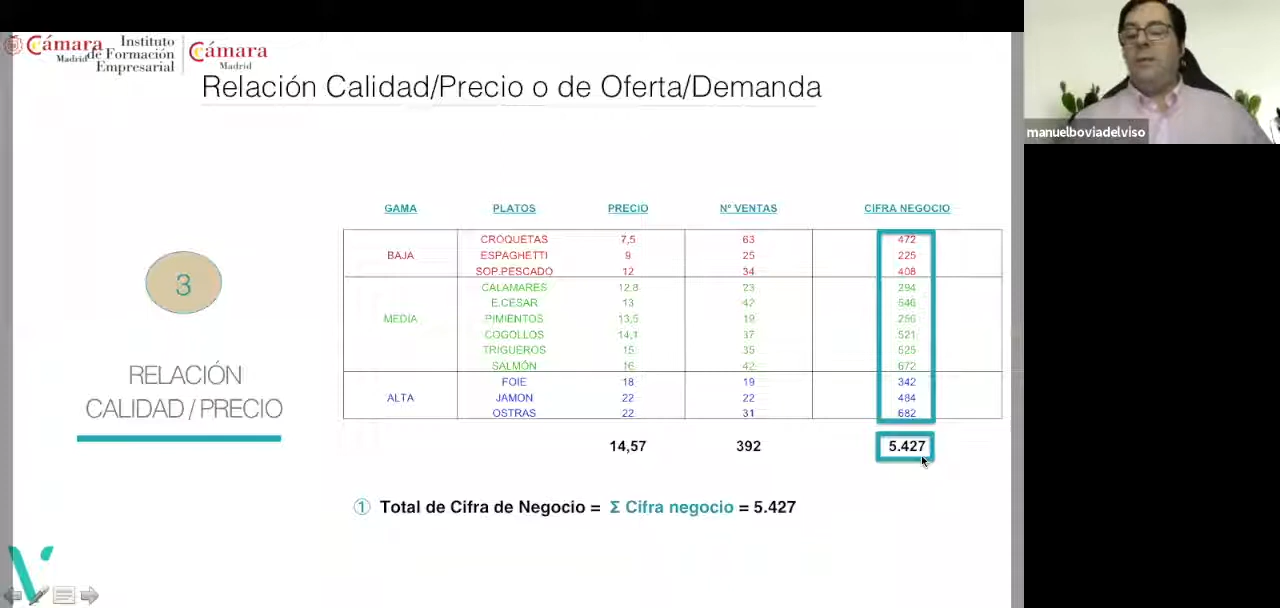 Cámara
Madrid
Instituto
de Formación
Empresarial
Cámara
Madrid
Relación Calidad/Precio o de Oferta/Demanda
manuelboviadelviso
GAMA PLATOS PRECIO Nº VENTAS CIFRA NEGOCIO
CROQUETAS 7,5 63 472
BAJA ESPAGHETTI 9 25 225
SOP.PESCADO 12 34 408
CALAMARES 12,8 23 294
E.CÉSAR 13 42 546
MEDIA PIMIENTOS 13,5 19 256
COGOLLOS 14,1 37 521
TRIGUEROS 15 35 525
SALMÓN 16 42 672
FOIE 18 19 342
ALTA JAMON 22 22 484
OSTRAS 22 31 682
14,57 392 5.427
3
RELACIÓN
CALIDAD / PRECIO
1 Total de Cifra de Negocio = Σ Cifra negocio = 5.427